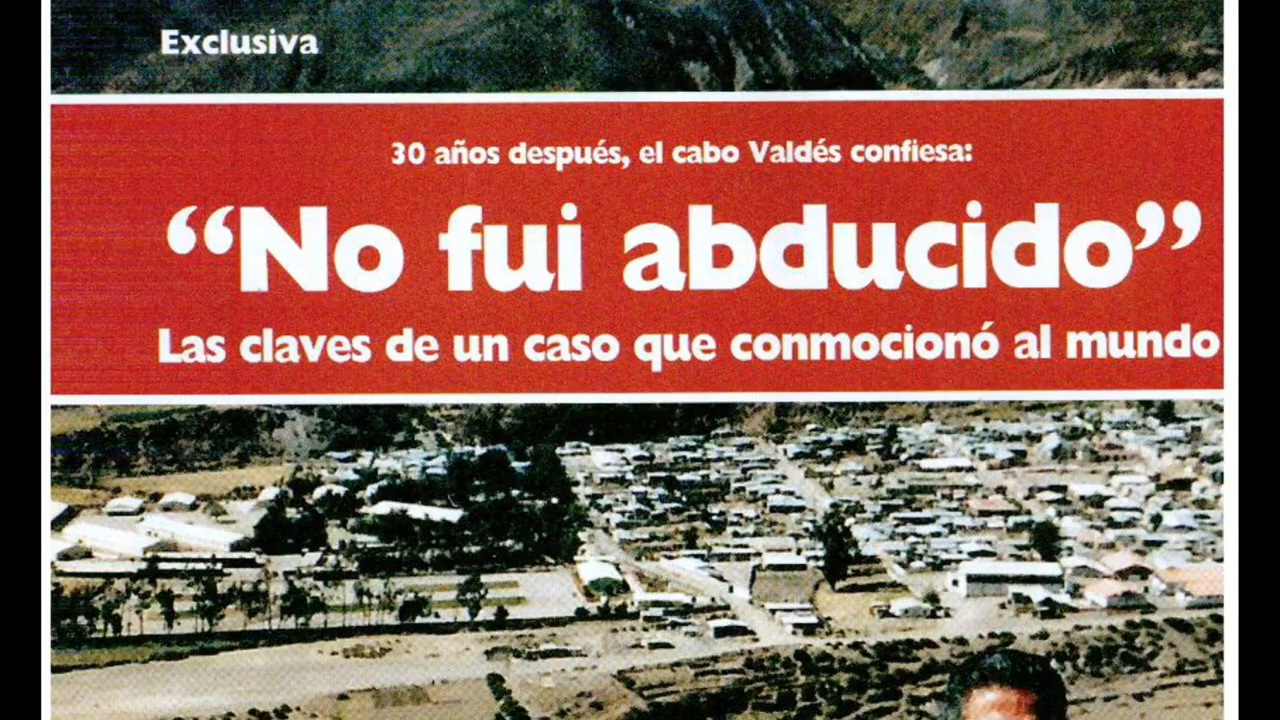 Exclusiva
30 años después, el cabo Valdés confiesa:
“No fui abducido”
Las claves de un caso que conmocionó al mundo